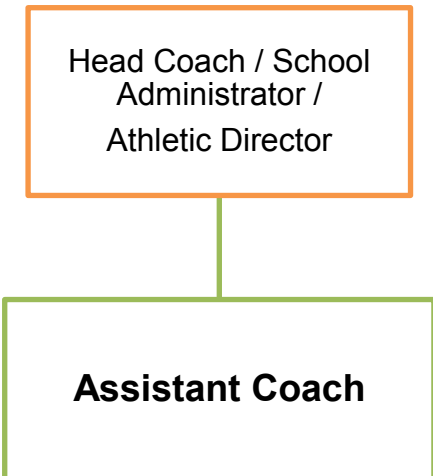 Head Coach / School
Administrator /
Athletic Director
Assistant Coach